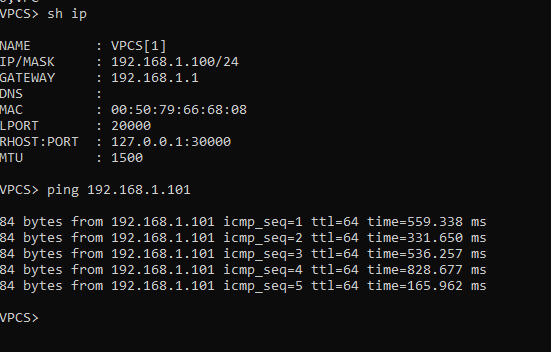 VPCS> sh ip
NAME : VPCS[1]
IP/MASK : 192.168.1.100/24
GATEWAY : 192.168.1.1
DNS :
MAC : 00:50:79:66:68:08
LPORT : 20000
RHOST:PORT : 127.0.0.1:30000
MTU : 1500
VPCS> ping 192.168.1.101
84 bytes from 192.168.1.101 icmp_seq=1 ttl=64 time=559.338 ms
84 bytes from 192.168.1.101 icmp_seq=2 ttl=64 time=331.650 ms
84 bytes from 192.168.1.101 icmp_seq=3 ttl=64 time=536.257 ms
84 bytes from 192.168.1.101 icmp_seq=4 ttl=64 time=828.677 ms
84 bytes from 192.168.1.101 icmp_seq=5 ttl=64 time=165.962 ms
VPCS>